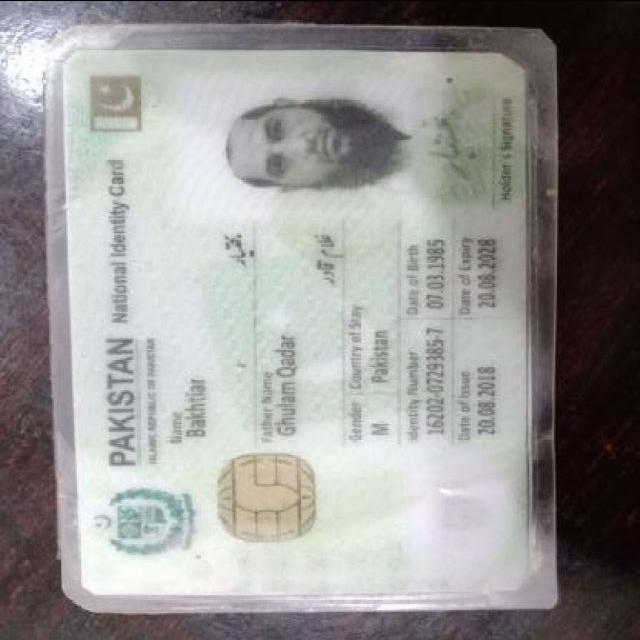 PAKISTAN National Identity Card
ISLAMIC REPUBLIC OF PAKISTAN
Name
Bakhtiar
بختیار
Father Name
Ghulam Qadar
غلام قادر
Gender Country of Stay
M Pakistan
Identity Number Date of Birth
16202-0729385-7 07.03.1985
Date of Issue Date of Expiry
20.08.2018 20.08.2028
Holder's Signature